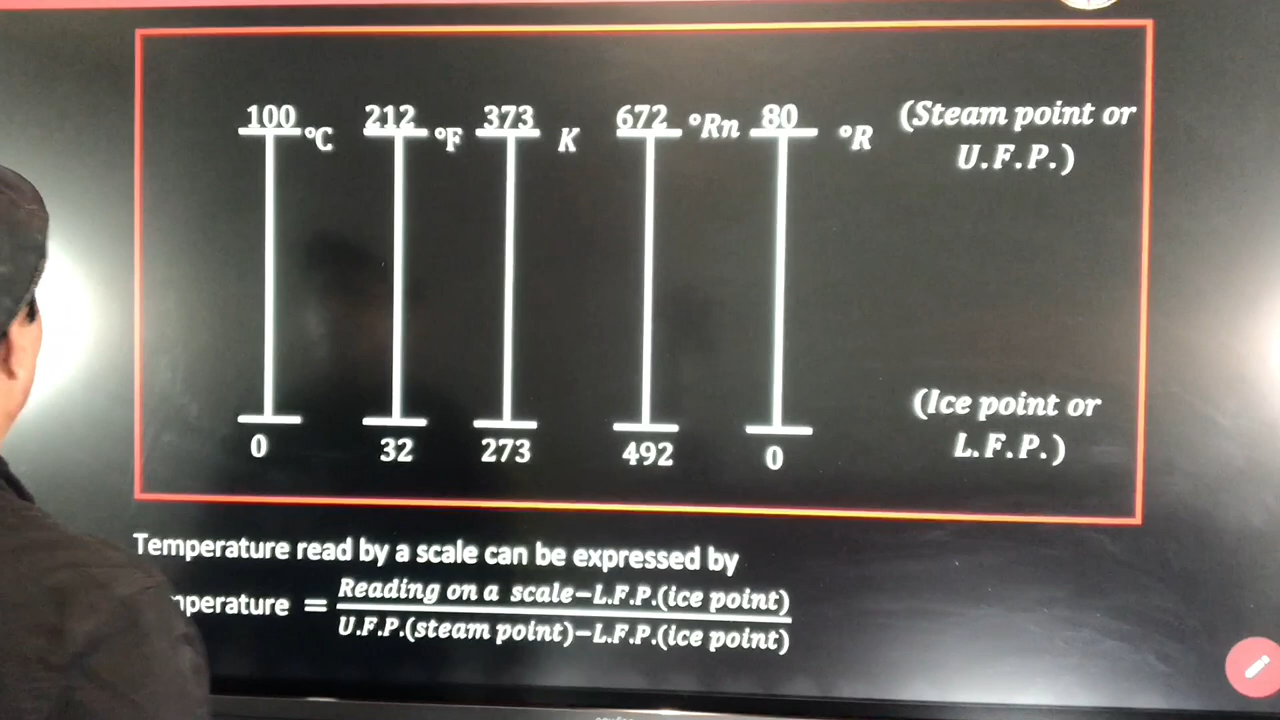 100 °C 212 °F 373 K 672 °Rn 80 °R (Steam point or
U.F.P.)
(Ice point or
0 32 273 492 0 L.F.P.)
Temperature read by a scale can be expressed by
= Reading on a scale–L.F.P.(ice point)
U.F.P.(steam point)–L.F.P.(ice point)